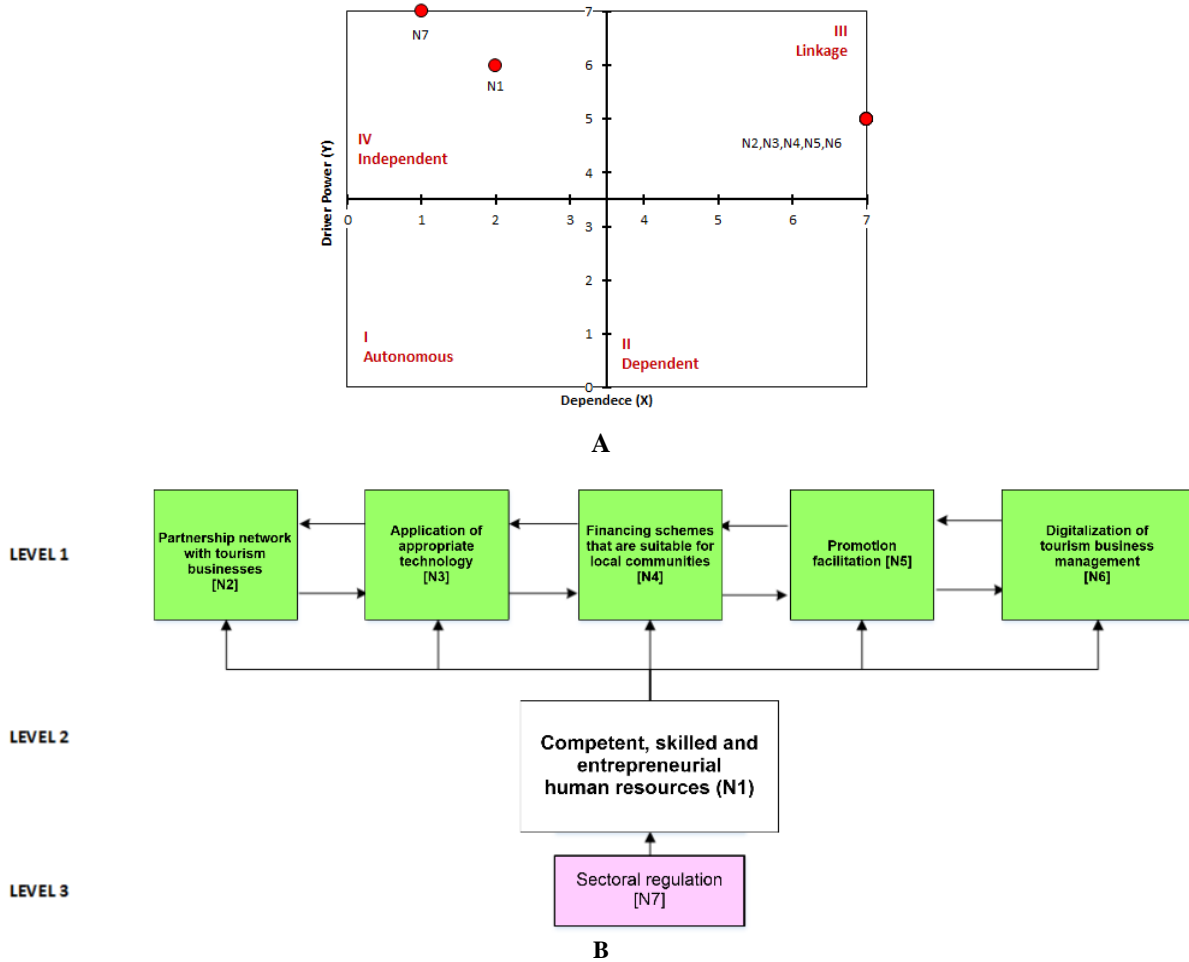 7
III
Linkage
N7
6
N1
5
N2,N3,N4,N5,N6
IV
Independent
4
Driver Power (Y)
0 1 2 3 4 5 6 7
3
2
1
I
Autonomous
II
Dependent
0
Dependece (X)
A
LEVEL 1
Partnership network
with tourism
businesses
[N2]
Application of
appropriate
technology
[N3]
Financing schemes
that are suitable for
local communities
[N4]
Promotion
facilitation [N5]
Digitalization of
tourism business
management
[N6]
LEVEL 2
Competent, skilled and
entrepreneurial
human resources (N1)
LEVEL 3
Sectoral regulation
[N7]
B